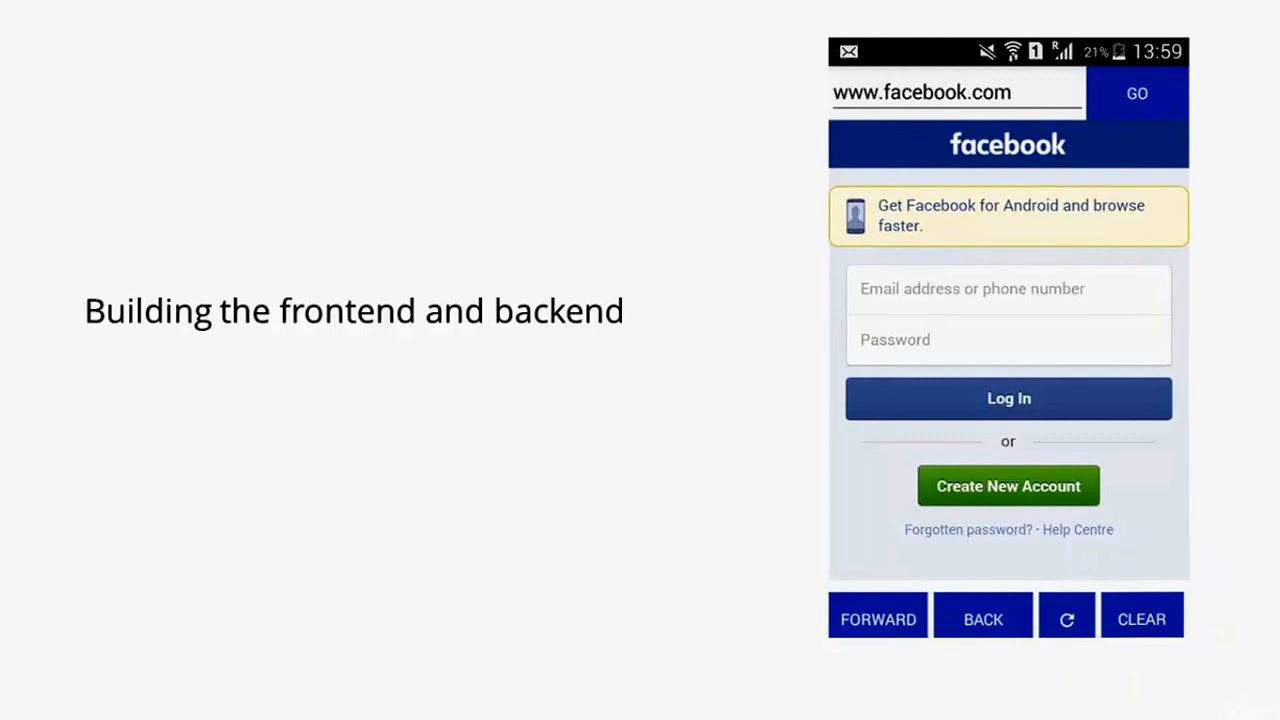 Building the frontend and backend
1 R 21% 13:59
www.facebook.com GO
facebook
Get Facebook for Android and browse
faster.
Email address or phone number
Password
Log In
or
Create New Account
Forgotten password? · Help Centre
FORWARD BACK CLEAR